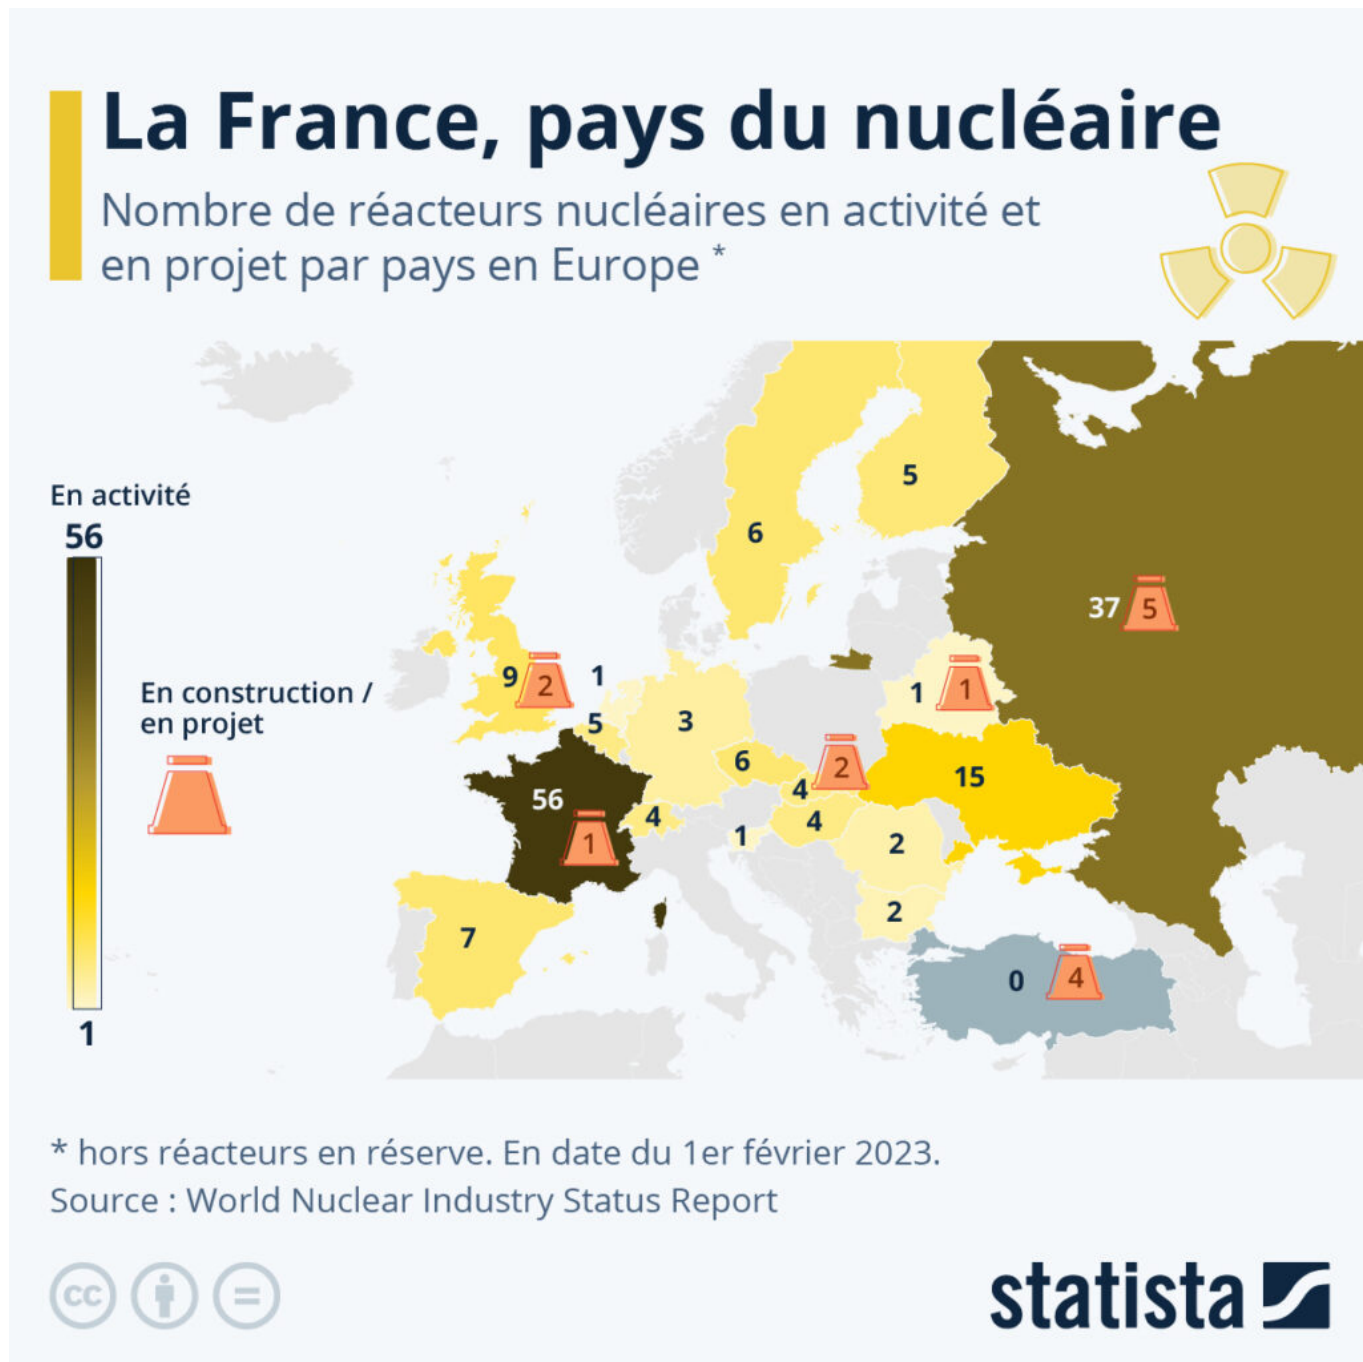 La France, pays du nucléaire
Nombre de réacteurs nucléaires en activité et
en projet par pays en Europe *
En activité
56
1
En construction /
en projet
5
6
37 5
9 2
1
5
3
1 1
6
2
4
15
56
1
4
4
1
2
7
2
0 4
* hors réacteurs en réserve. En date du 1er février 2023.
Source : World Nuclear Industry Status Report
cc
=
statista